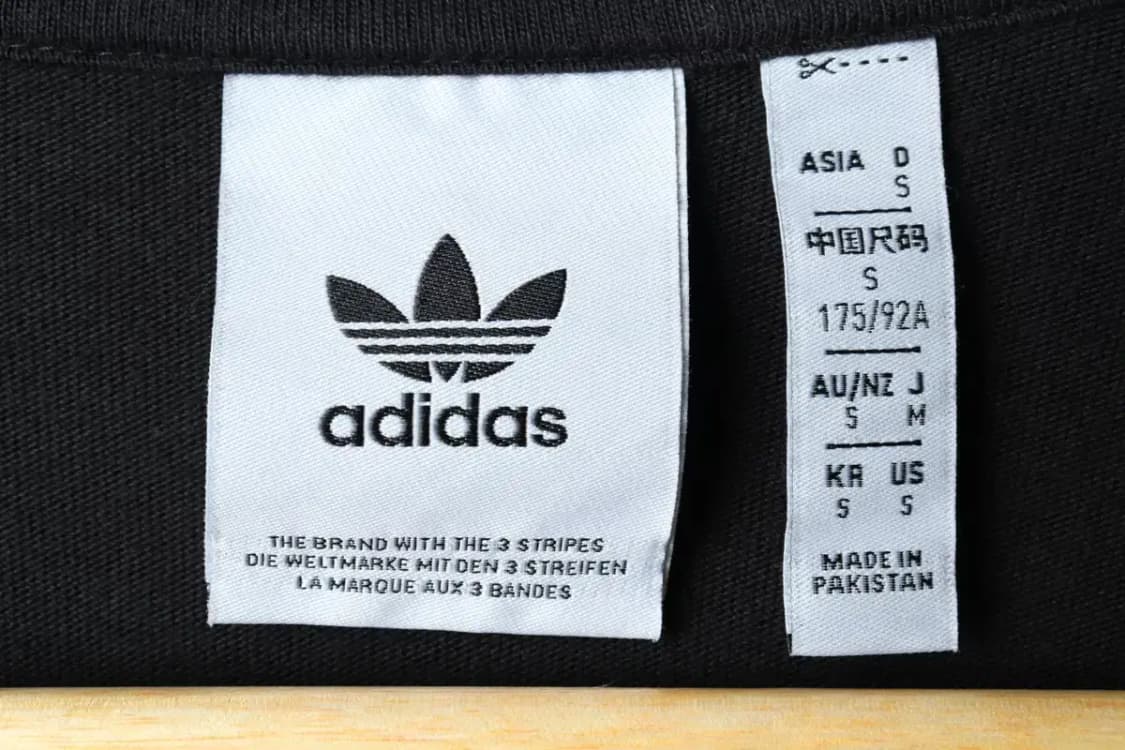 adidas
THE BRAND WITH THE 3 STRIPES
DIE WELTMARKE MIT DEN 3 STREIFEN
LA MARQUE AUX 3 BANDES
ASIA D
S
中国尺码
S
175/92A
AU/NZ J
S M
KR US
S S
MADE IN
PAKISTAN